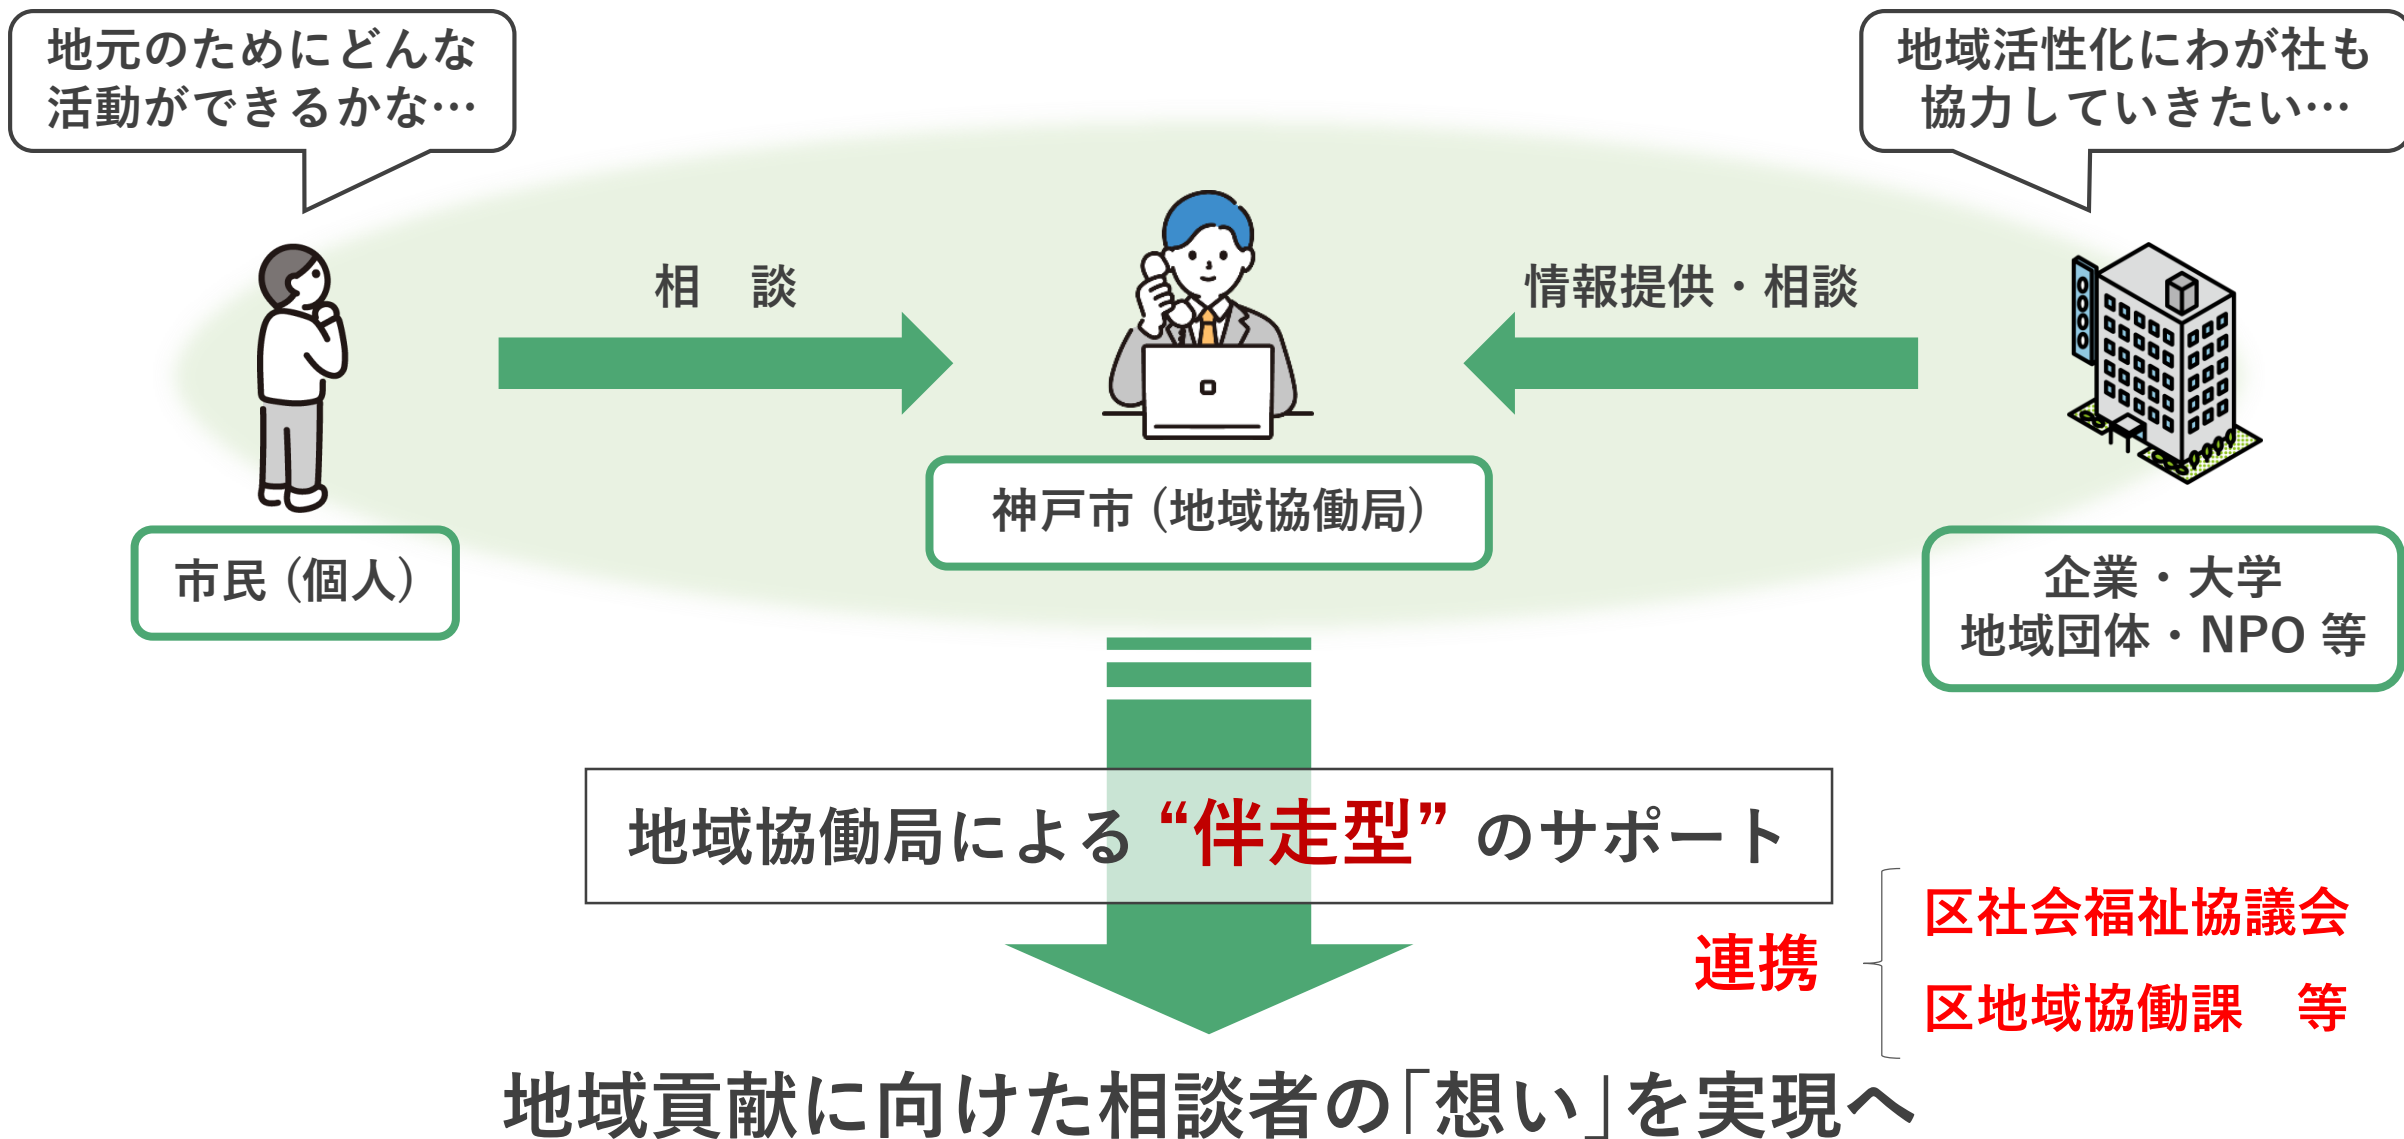 地元のためにどんな
活動ができるかな…
地域活性化にわが社も
協力していきたい…
相　談
情報提供・相談
神戸市（地域協働局）
市民（個人）
企業・大学
地域団体・NPO 等
地域協働局による “伴走型” のサポート
連携
区社会福祉協議会
区地域協働課　等
地域貢献に向けた相談者の「想い」を実現へ